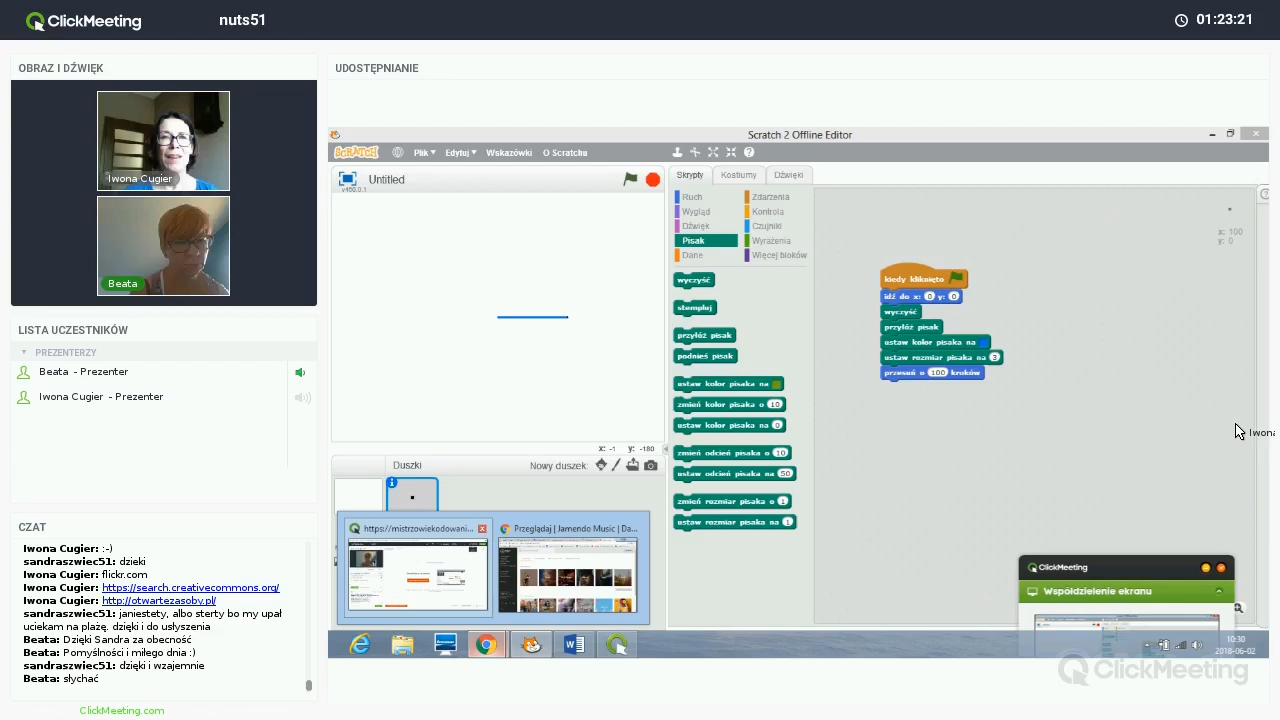 ClickMeeting
nuts51
01:23:21
OBRAZ I DŹWIĘK
UDOSTĘPNIANIE
Iwona Cugier
Beata
LISTA UCZESTNIKÓW
PREZENTERZY
Beata - Prezenter
Iwona Cugier - Prezenter
CZAT
Iwona Cugier: :-)
sandraszwiec51: dzieki
Iwona Cugier: flickr.com
Iwona Cugier: https://search.creativecommons.org/
Iwona Cugier: http://otwartezasoby.pl/
sandraszwiec51: janiestety, albo sterty bo my upał
uciekam na plażę. dzięki i do usłyszenia
Beata: Dzięki Sandra za obecność
Beata: Pomyślności i miłego dnia :)
sandraszwiec51: dzięki i wzajemnie
Beata: słychać
ClickMeeting.com
Scratch 2 Offline Editor
SCRATCH
Plik
Edytuj
Wskazówki
O Scratchu
Untitled
v460.0.1
x: -1 y: -180
Duszki
Nowy duszek:
Skrypty
Kostiumy
Dźwięki
Ruch
Wygląd
Dźwięk
Pisak
Dane
Zdarzenia
Kontrola
Czujniki
Wyrażenia
Więcej bloków
wyczyść
stempluj
przyłóż pisak
podnieś pisak
ustaw kolor pisaka na
zmień kolor pisaka o 10
ustaw kolor pisaka na 0
zmień odcień pisaka o 10
ustaw odcień pisaka na 50
zmień rozmiar pisaka o 1
ustaw rozmiar pisaka na 1
kiedy kliknięto
idź do x: 0 y: 0
wyczyść
przyłóż pisak
ustaw kolor pisaka na
ustaw rozmiar pisaka na 3
przesuń o 100 kroków
x: 100
y: 0
Iwona
https://mistrzowiekodowani...
Przeglądaj | Jamendo Music | Da...
ClickMeeting
Współdzielenie ekranu
10:30
2018-06-02
ClickMeeting